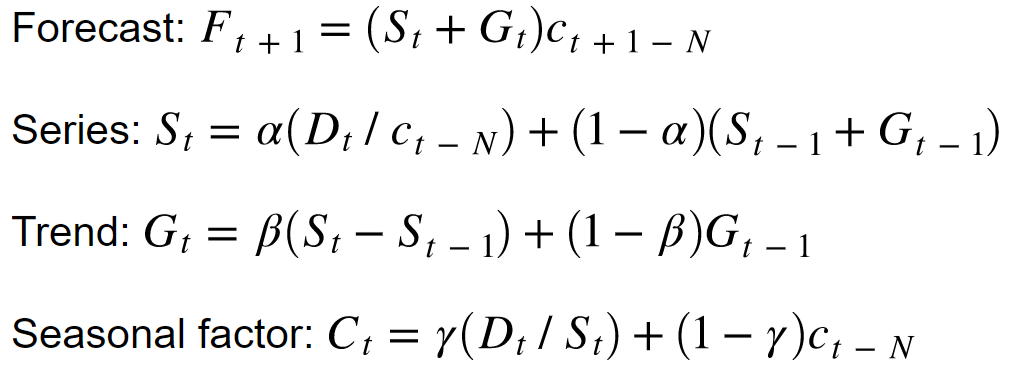 Forecast: F_{t + 1} = (S_t + G_t)c_{t + 1 − N}
Series: S_t = α(D_t / c_{t − N}) + (1 − α)(S_{t − 1} + G_{t − 1})
Trend: G_t = β(S_t − S_{t − 1}) + (1 − β)G_{t − 1}
Seasonal factor: C_t = γ(D_t / S_t) + (1 − γ)c_{t − N}